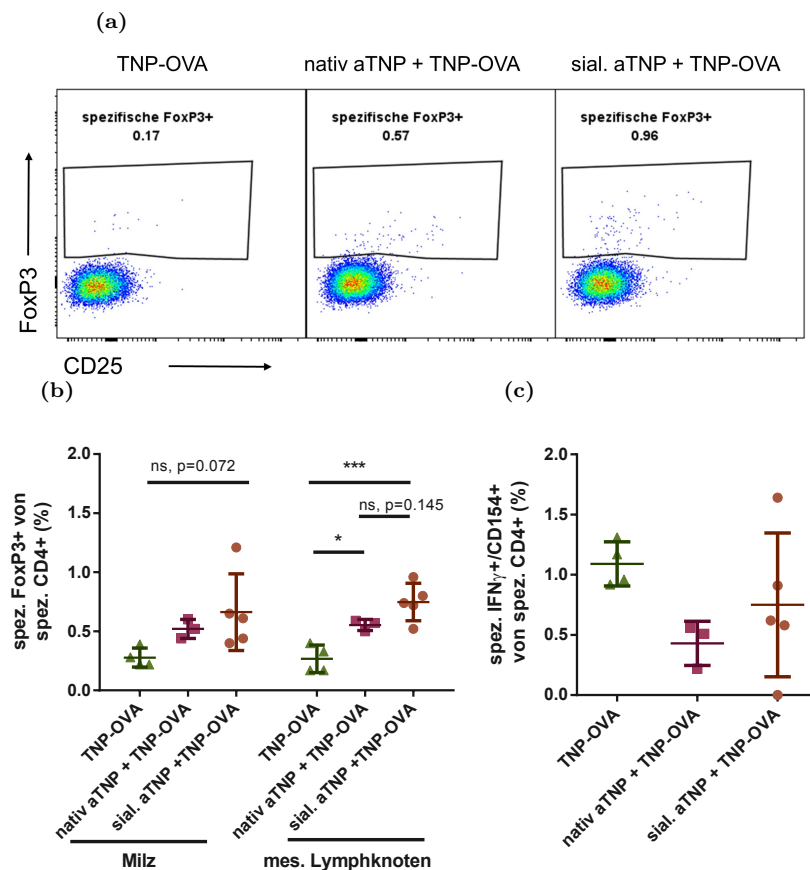 (a)
TNP-OVA
nativ aTNP + TNP-OVA
sial. aTNP + TNP-OVA
spezifische FoxP3+
0.17
spezifische FoxP3+
0.57
spezifische FoxP3+
0.96
FoxP3
CD25
(b)
(c)
spez. FoxP3+ von
spez. CD4+ (%)
2.0
1.5
1.0
0.5
0.0
ns, p=0.072
***
ns, p=0.145
*
TNP-OVA
nativ aTNP + TNP-OVA
sial. aTNP +TNP-OVA
TNP-OVA
nativ aTNP + TNP-OVA
sial. aTNP +TNP-OVA
Milz
mes. Lymphknoten
spez. IFNγ+/CD154+
von spez. CD4+ (%)
2.0
1.5
1.0
0.5
0.0
TNP-OVA
nativ aTNP + TNP-OVA
sial. aTNP + TNP-OVA